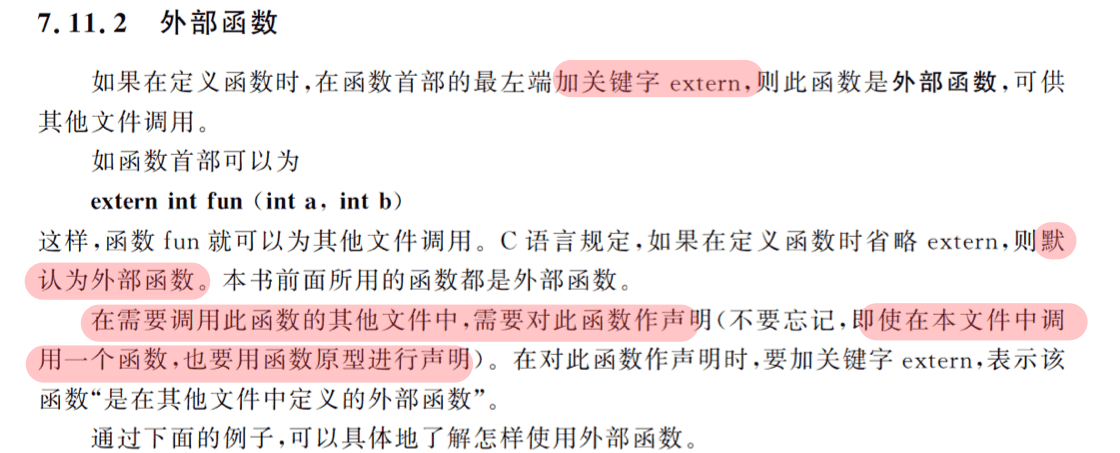 7.11.2 外部函数
如果在定义函数时,在函数首部的最左端加关键字 extern,则此函数是外部函数,可供
其他文件调用。
如函数首部可以为
extern int fun (int a, int b)
这样,函数 fun 就可以为其他文件调用。C 语言规定,如果在定义函数时省略 extern,则默
认为外部函数。本书前面所用的函数都是外部函数。
在需要调用此函数的其他文件中,需要对此函数作声明(不要忘记,即使在本文件中调
用一个函数,也要用函数原型进行声明)。在对此函数作声明时,要加关键字 extern,表示该
函数“是在其他文件中定义的外部函数”。
通过下面的例子,可以具体地了解怎样使用外部函数。